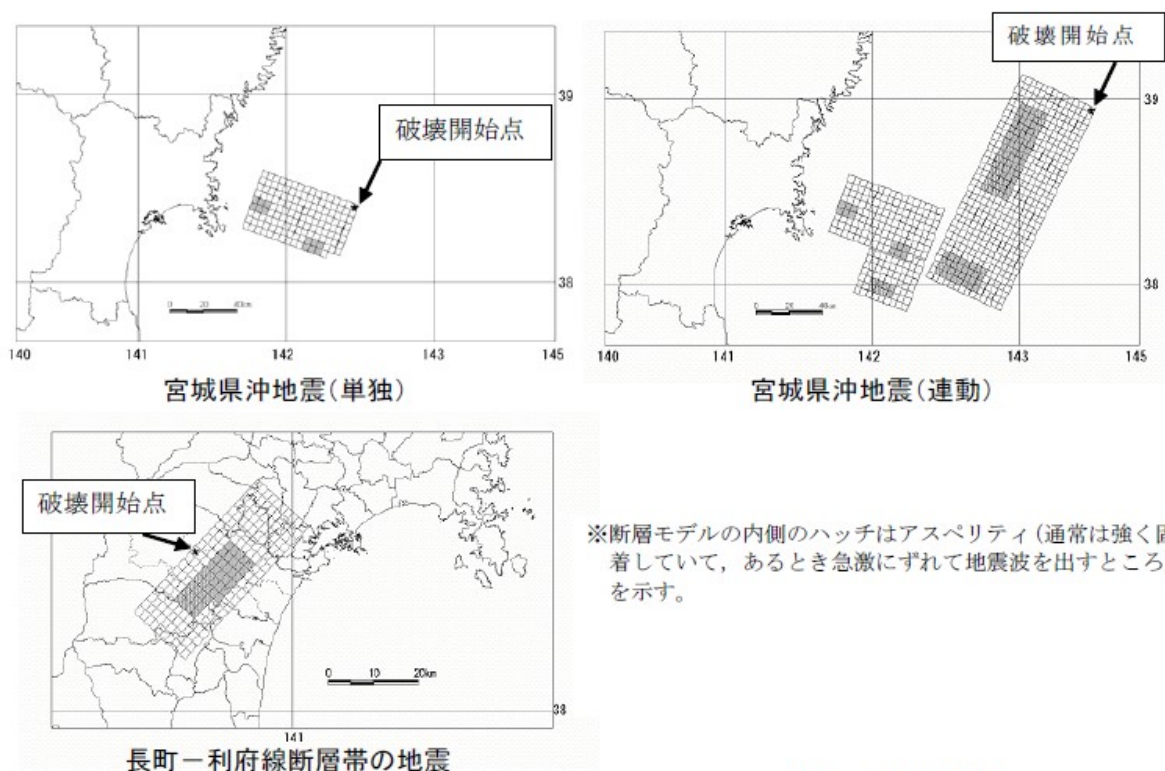 破壊開始点
39
38
0 20 40km
140 141 142 143 145
宮城県沖地震(単独)
破壊開始点
39
38
0 20 40km
140 141 142 143 145
宮城県沖地震(連動)
破壊開始点
0 10 20km
38
141
長町－利府線断層帯の地震
※断層モデルの内側のハッチはアスペリティ(通常は強く固
着していて，あるとき急激にずれて地震波を出すところ
を示す。